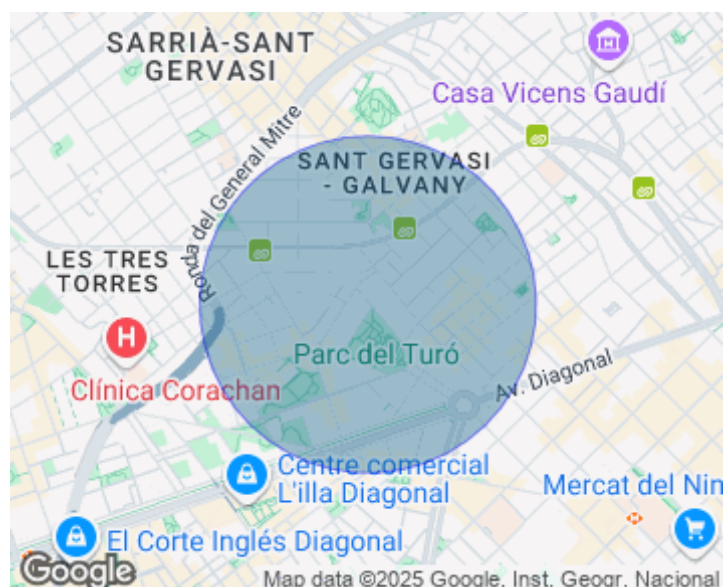 SARRIÀ-SANT
GERVASI
Casa Vicens Gaudí
Ronda del General Mitre
SANT GERVASI
- GALVANY
LES TRES
TORRES
H
Clínica Corachan
Parc del Turó
Av. Diagonal
Centre comercial
L'illa Diagonal
Mercat del Nin
El Corte Inglés Diagonal
Google
Map data ©2025 Google, Inst. Geogr. Nacional